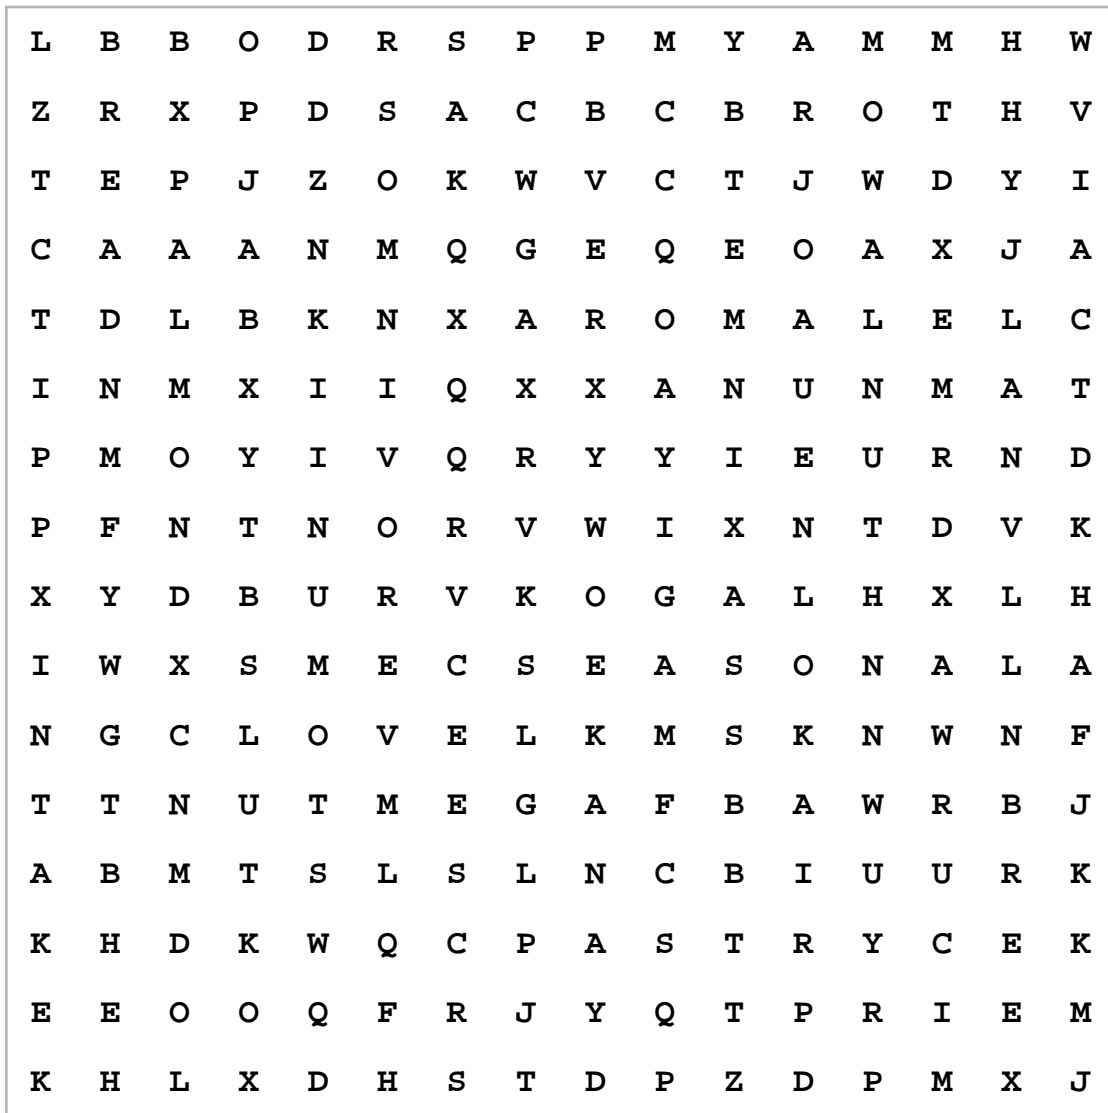 L B B O D R S P P M Y A M M H W
Z R X P D S A C B C B R O T H V
T E P J Z O K W V C T J W D Y I
C A A A N M Q G E Q E O A X J A
T D L B K N X A R O M A L E L C
I N M X I I Q X X A N U N M A T
P M O Y I V Q R Y Y I E U R N D
P F N T N O R V W I X N T D V K
X Y D B U R V K O G A L H X L H
I W X S M E C S E A S O N A L A
N G C L O V E L K M S K N W N F
T T N U T M E G A F B A W R B J
A B M T S L S L N C B I U U R K
K H D K W Q C P A S T R Y C E K
E E O O Q F R J Y Q T P R I E M
K H L X D H S T D P Z D P M X J